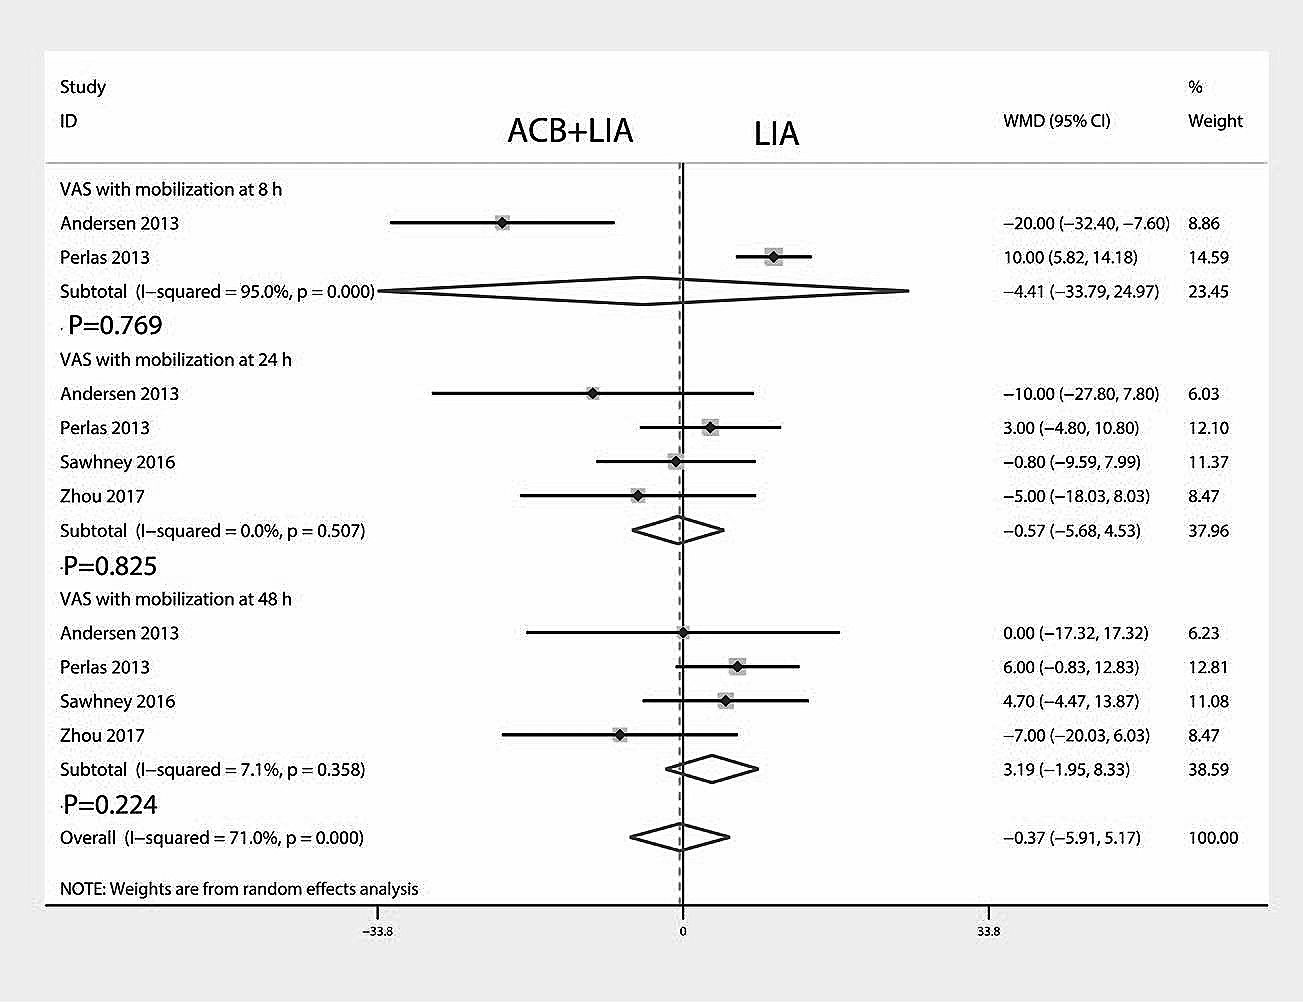 Study %
ID ACB+LIA LIA WMD (95% CI) Weight
VAS with mobilization at 8 h
Andersen 2013 −20.00 (−32.40, −7.60) 8.86
Perlas 2013 10.00 (5.82, 14.18) 14.59
Subtotal (I−squared = 95.0%, p = 0.000) −4.41 (−33.79, 24.97) 23.45
· P=0.769
VAS with mobilization at 24 h
Andersen 2013 −10.00 (−27.80, 7.80) 6.03
Perlas 2013 3.00 (−4.80, 10.80) 12.10
Sawhney 2016 −0.80 (−9.59, 7.99) 11.37
Zhou 2017 −5.00 (−18.03, 8.03) 8.47
Subtotal (I−squared = 0.0%, p = 0.507) −0.57 (−5.68, 4.53) 37.96
·P=0.825
VAS with mobilization at 48 h
Andersen 2013 0.00 (−17.32, 17.32) 6.23
Perlas 2013 6.00 (−0.83, 12.83) 12.81
Sawhney 2016 4.70 (−4.47, 13.87) 11.08
Zhou 2017 −7.00 (−20.03, 6.03) 8.47
Subtotal (I−squared = 7.1%, p = 0.358) 3.19 (−1.95, 8.33) 38.59
·P=0.224
Overall (I−squared = 71.0%, p = 0.000) −0.37 (−5.91, 5.17) 100.00
NOTE: Weights are from random effects analysis
−33.8 0 33.8